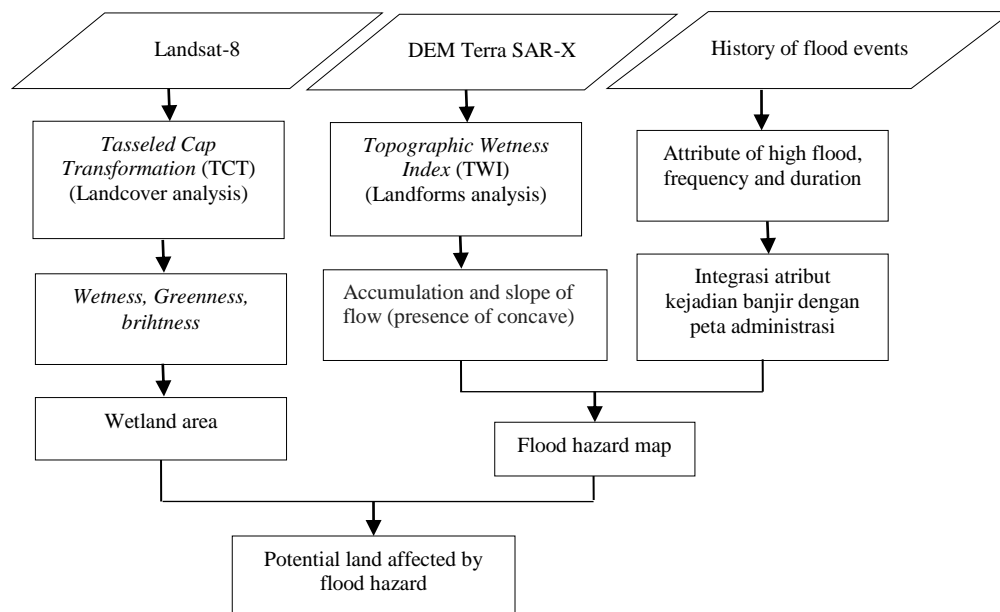 Landsat-8
DEM Terra SAR-X
History of flood events
Tasseled Cap
Transformation (TCT)
(Landcover analysis)
Topographic Wetness
Index (TWI)
(Landforms analysis)
Attribute of high flood,
frequency and duration
Wetness, Greenness,
brihtness
Accumulation and slope of
flow (presence of concave)
Integrasi atribut
kejadian banjir dengan
peta administrasi
Wetland area
Flood hazard map
Potential land affected by
flood hazard